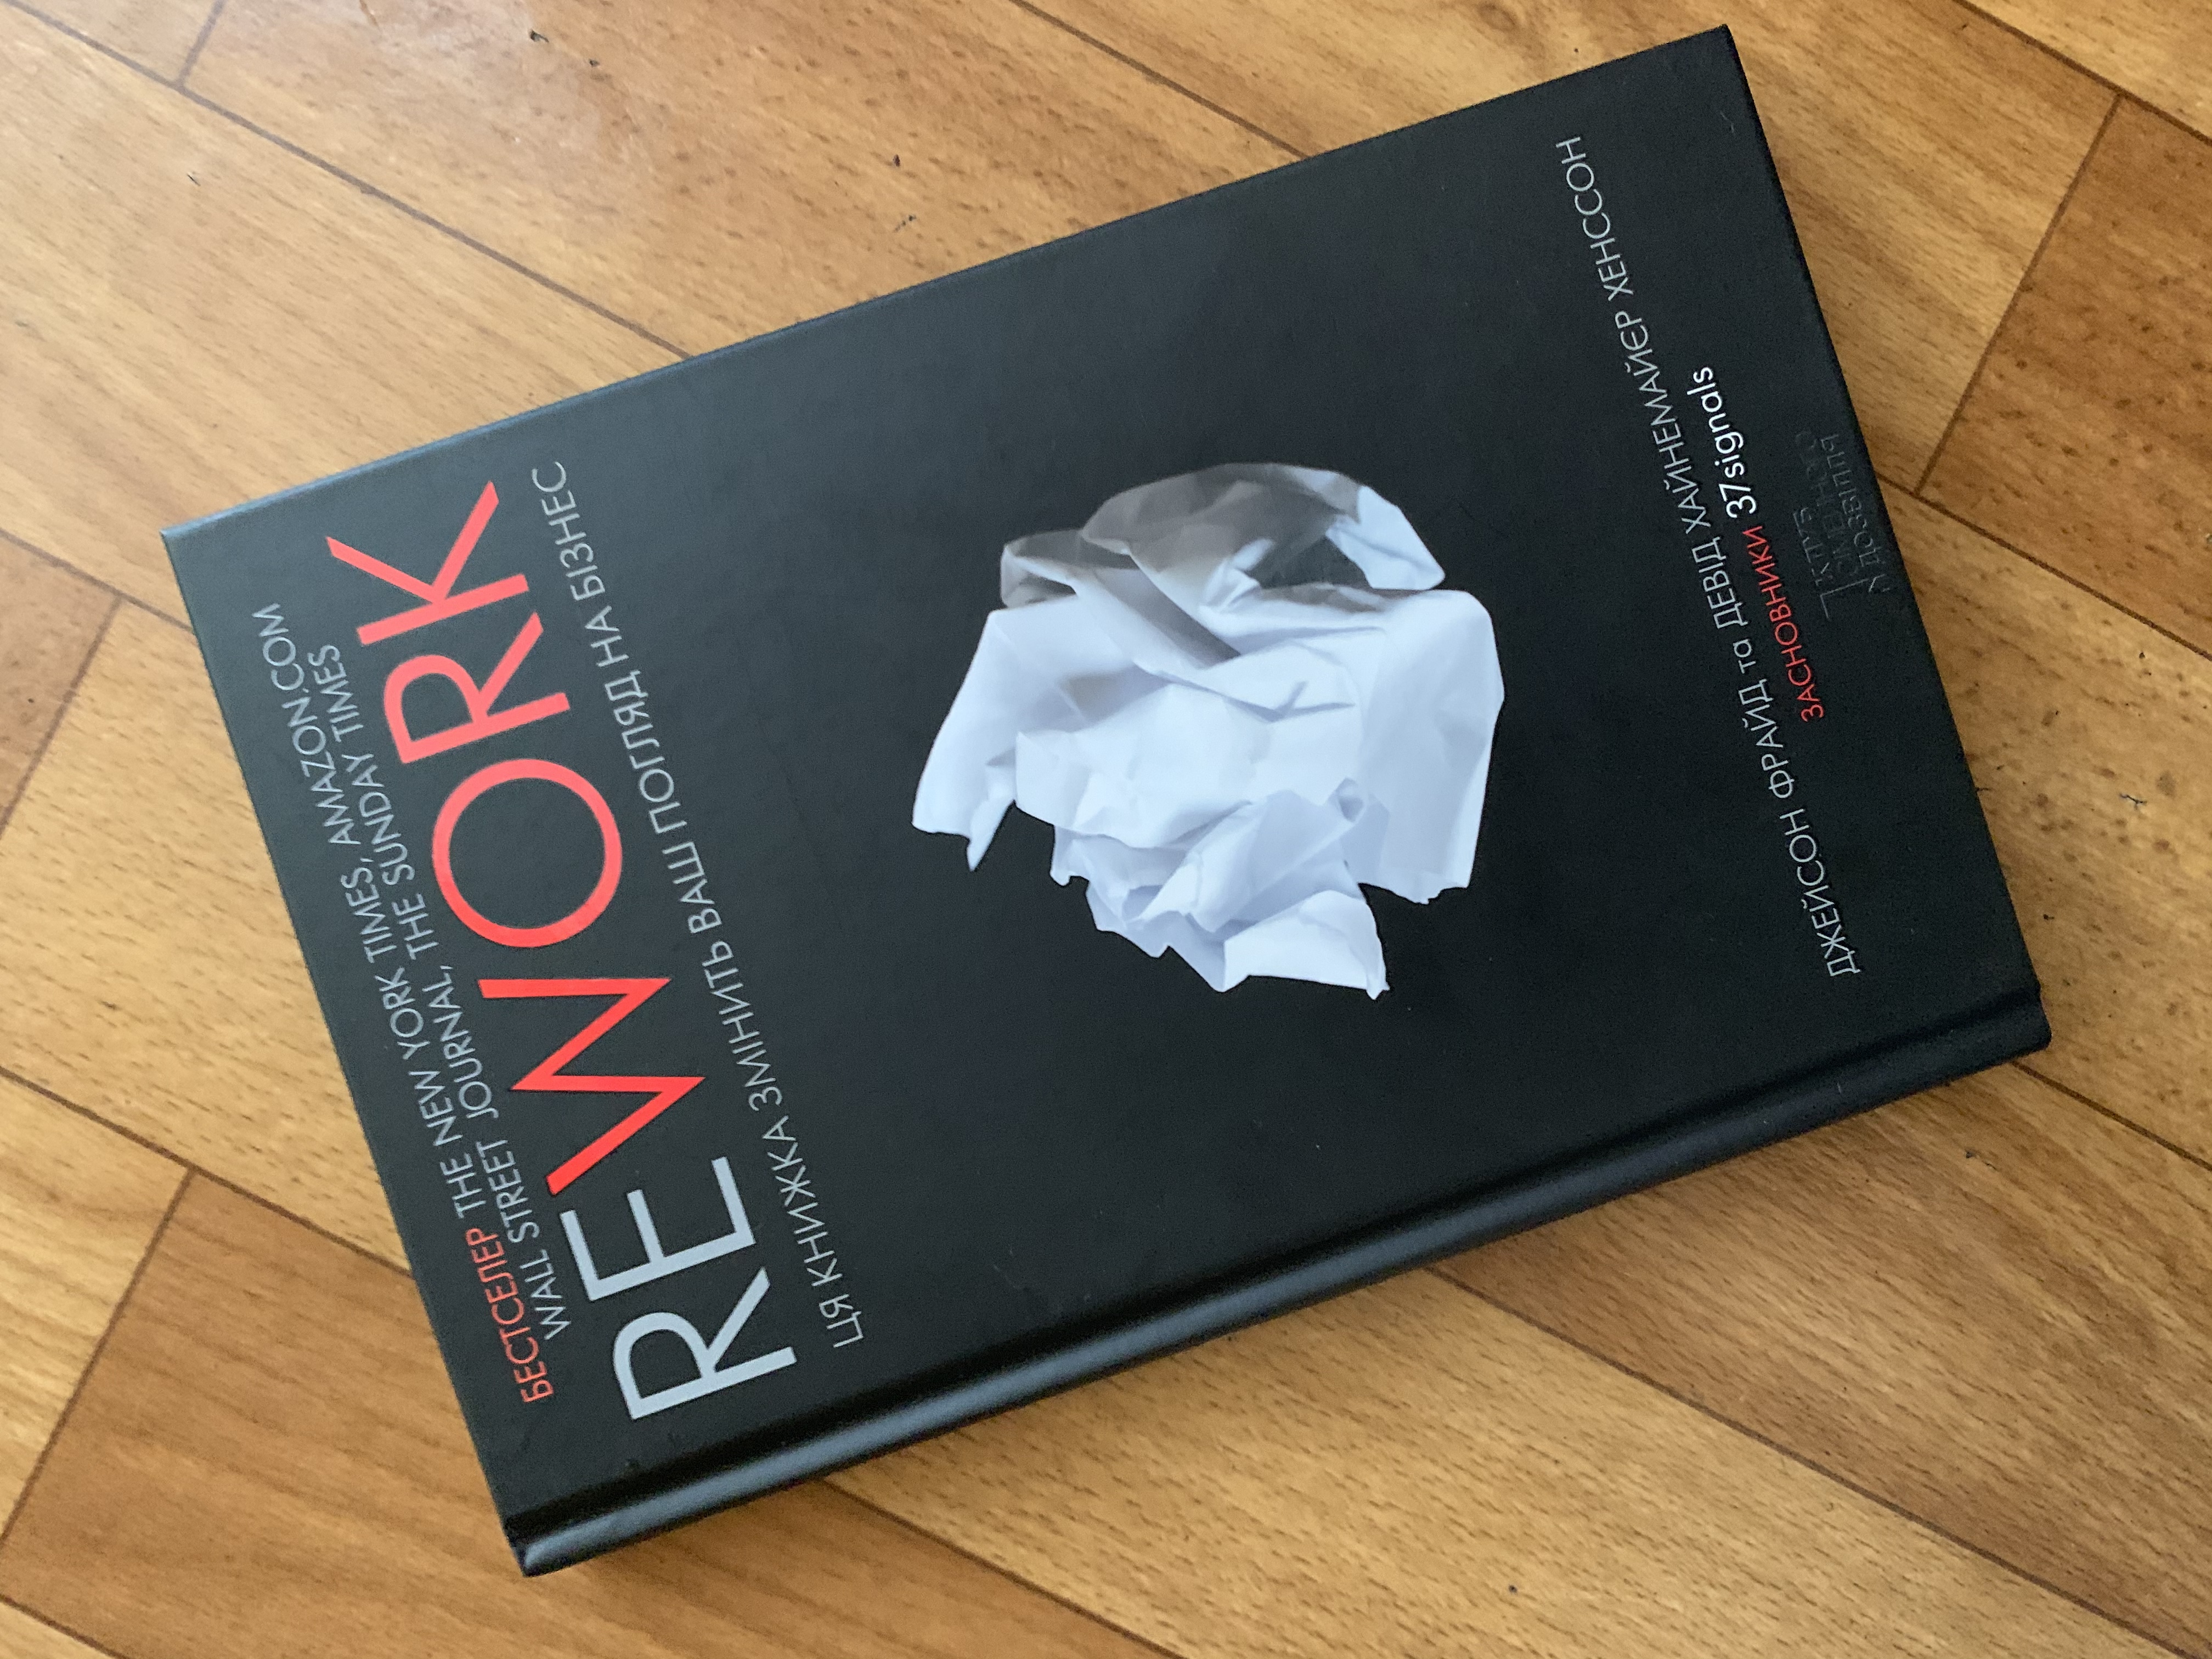 БЕСТСЕЛЕР THE NEW YORK TIMES, AMAZON.COM
WALL STREET JOURNAL, THE SUNDAY TIMES
REWORK
ЦЯ КНИЖКА ЗМІНИТЬ ВАШ ПОГЛЯД НА БІЗНЕС
ДЖЕЙСОН ФРАЙД та ДЕВІД ХАЙНЕМАЙЄР ХЕНССОН
ЗАСНОВНИКИ 37signals
КЛУБ
СІМЕЙНОГО
ДОЗВІЛЛЯ